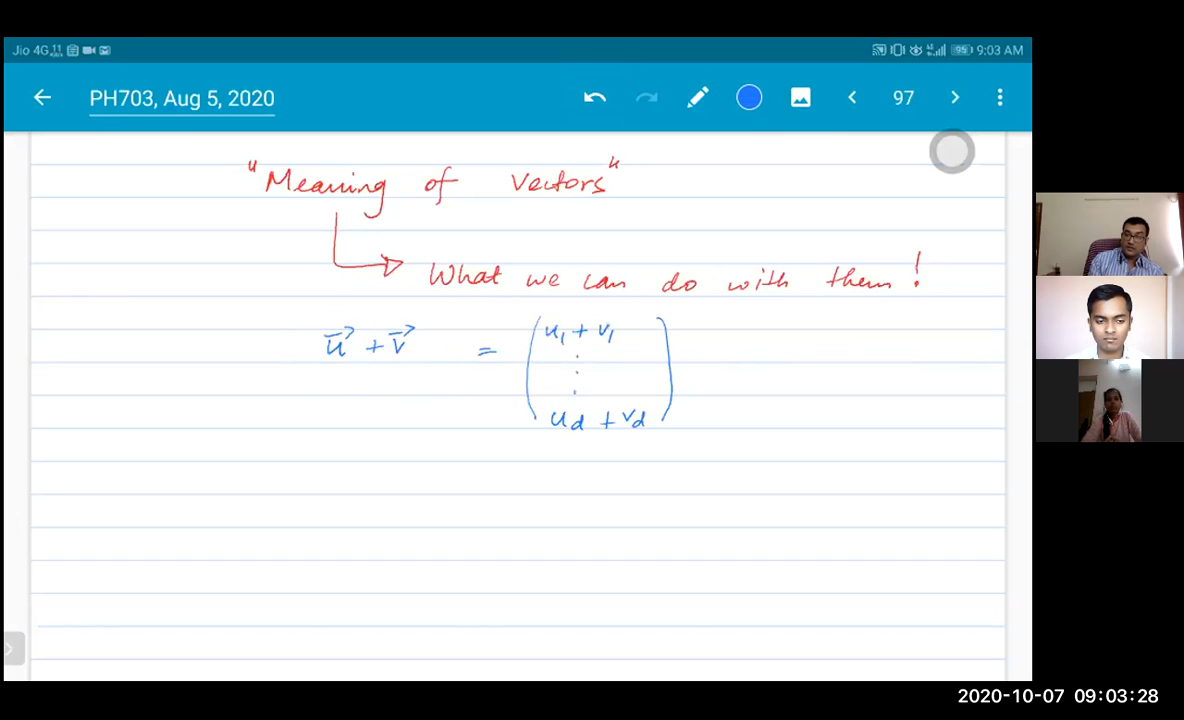 Jio 4G 9:03 AM
PH703, Aug 5, 2020 97
"Meaning of vectors"
What we can do with them!
u⃗ + v⃗ = ( u₁ + v₁
⋮
u_d + v_d )
2020-10-07 09:03:28